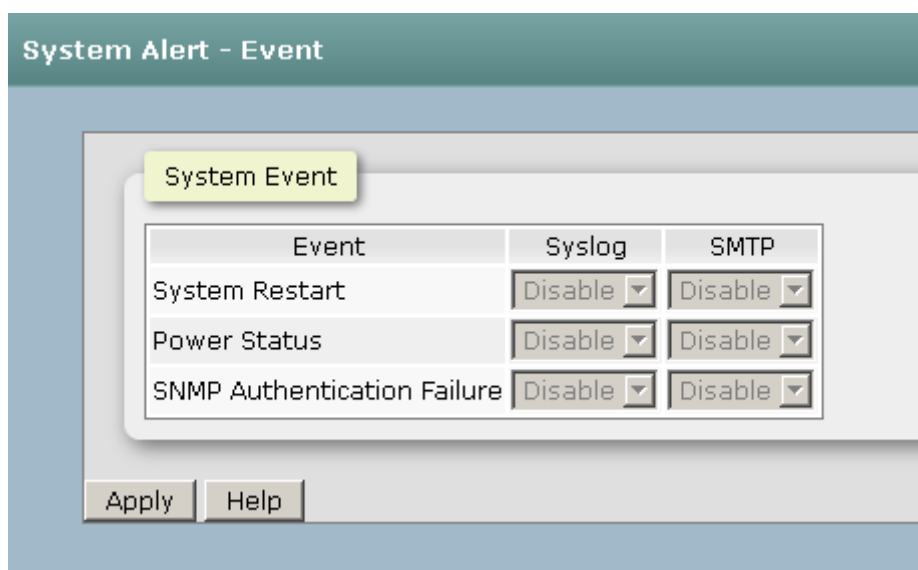 System Alert - Event
System Event
Event Syslog SMTP
System Restart Disable Disable
Power Status Disable Disable
SNMP Authentication Failure Disable Disable
Apply Help